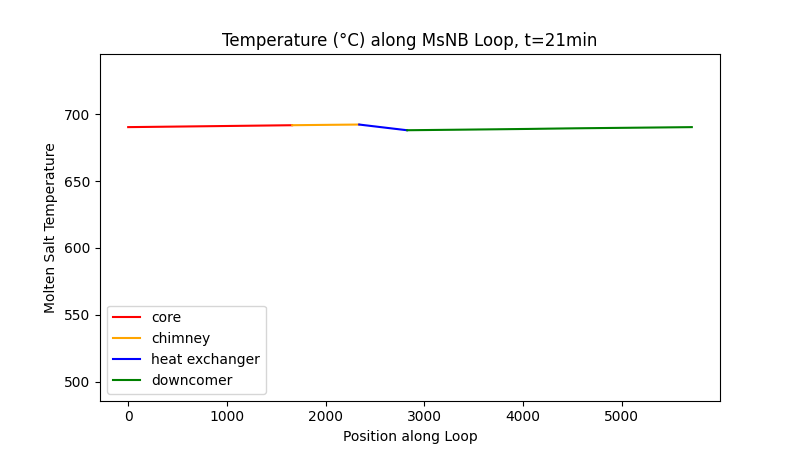 Temperature (°C) along MsNB Loop, t=21min
Molten Salt Temperature
700
650
600
550
500
core
chimney
heat exchanger
downcomer
0 1000 2000 3000 4000 5000
Position along Loop